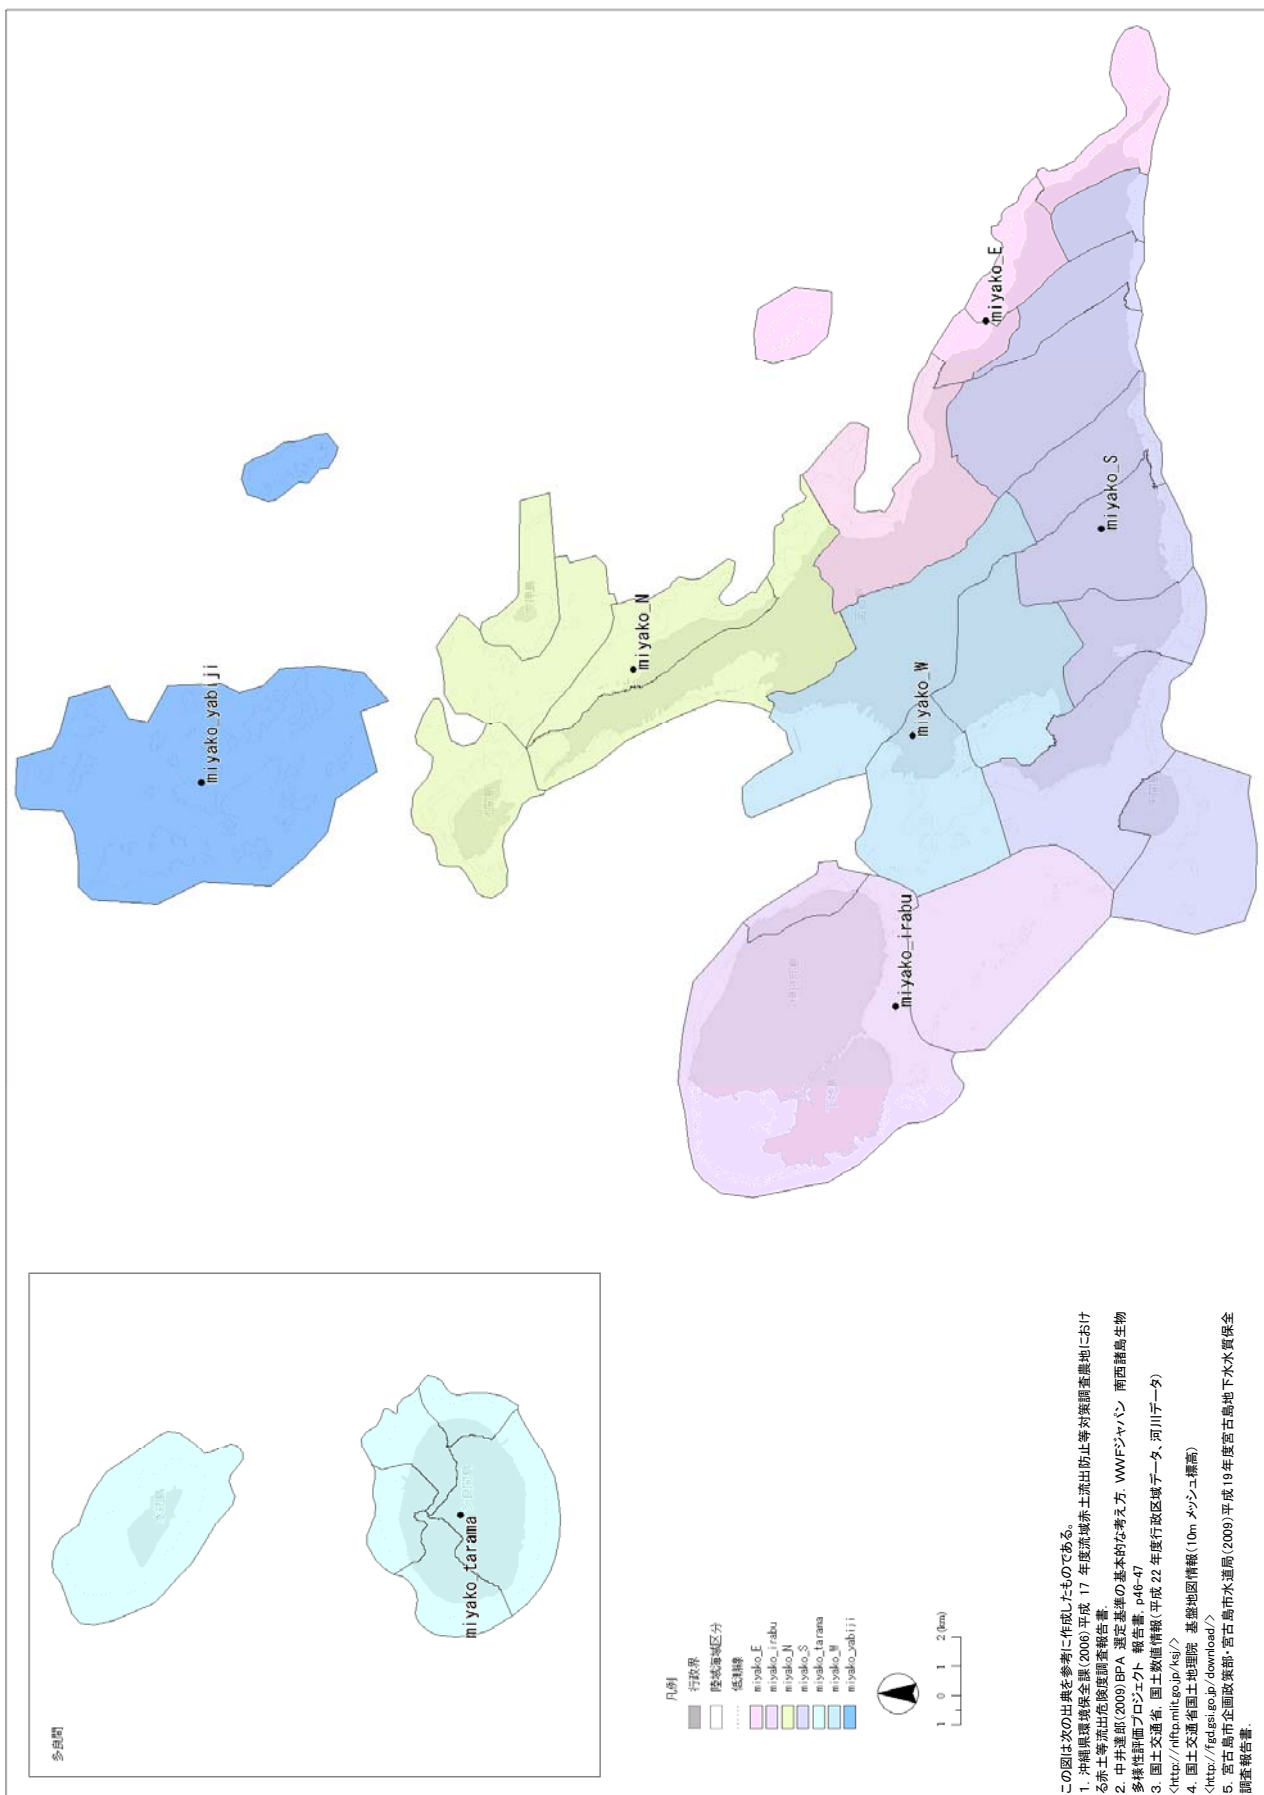 多良間
miyako_tarama
miyako_yabiji
miyako_N
miyako_E
miyako_W
miyako_S
miyako_irabu
凡例
行政界
陸域海域区分
低潮線
miyako_E
miyako_irabu
miyako_N
miyako_S
miyako_tarama
miyako_W
miyako_yabiji
1 0 1 2(km)
この図は次の出典を参考に作成したものである。
1. 沖縄県環境保全課(2006)平成 17 年度流域赤土流出防止等対策調査農地におけ
る赤土等流出危険度調査報告書.
2. 中井達郎(2009)BPA 選定基準の基本的な考え方. WWFジャパン 南西諸島生物
多様性評価プロジェクト 報告書, p46-47
3. 国土交通省, 国土数値情報(平成 22 年度行政区域データ、河川データ)
<http://nlftp.mlit.go.jp/ksj/>
4. 国土交通省国土地理院 基盤地図情報(10m メッシュ標高)
<http://fgd.gsi.go.jp/download/>
5. 宮古島市企画政策部・宮古島市水道局(2009)平成19年度宮古島地下水水質保全
調査報告書.